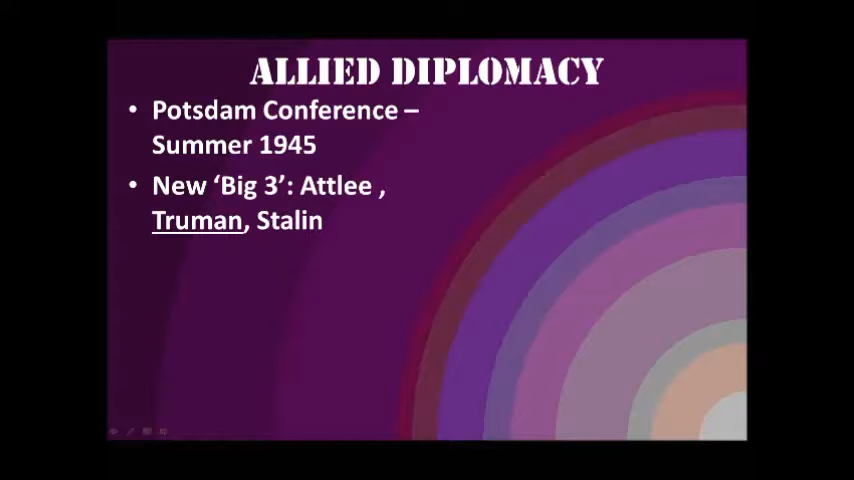 ALLIED DIPLOMACY
• Potsdam Conference –
Summer 1945
• New ‘Big 3’: Attlee ,
Truman, Stalin